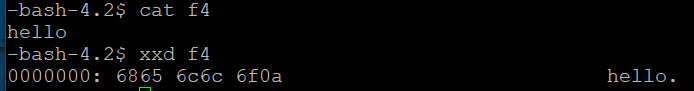 -bash-4.2$ cat f4
hello
-bash-4.2$ xxd f4
0000000: 6865 6c6c 6f0a                           hello.